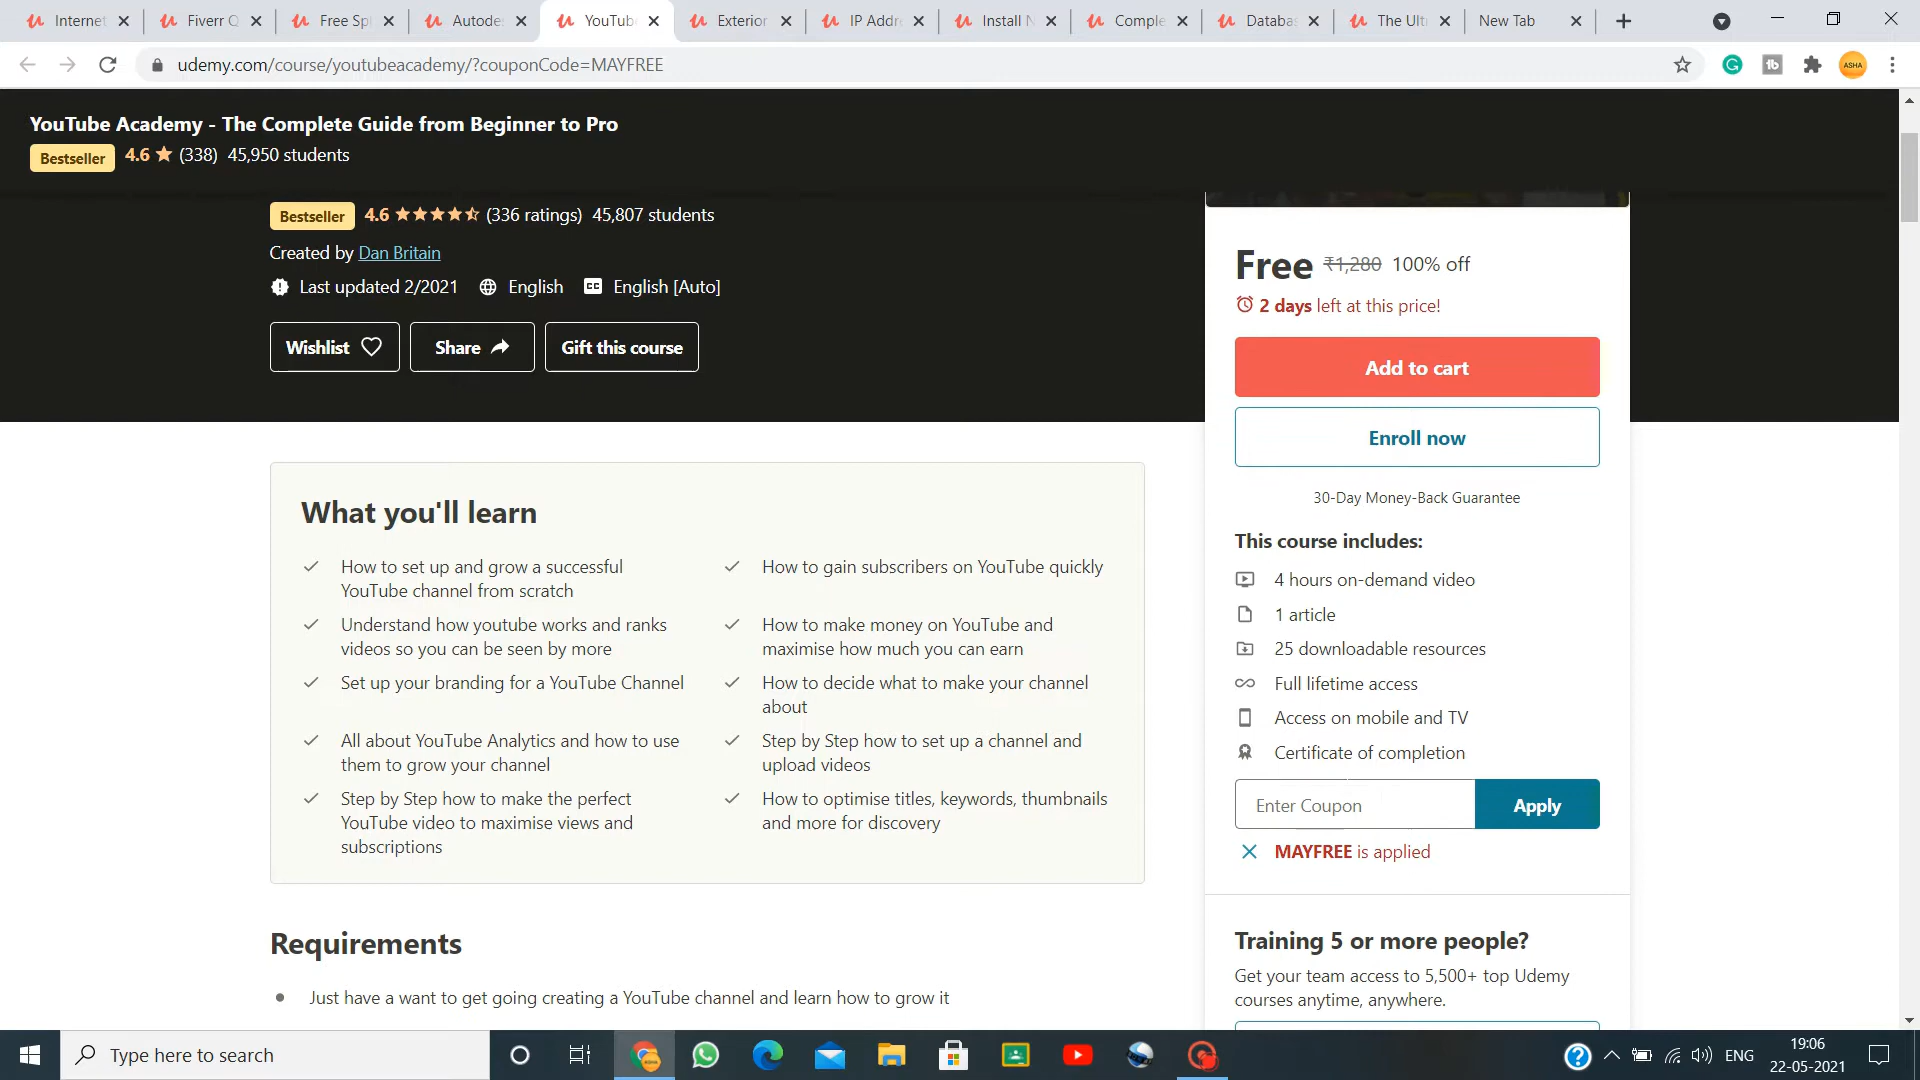 Internet
Fiverr Q
Free Spl
Autodes
YouTube
Exterior
IP Addr
Install N
Comple
Databas
The Ulti
New Tab
udemy.com/course/youtubeacademy/?couponCode=MAYFREE
ASHA
YouTube Academy - The Complete Guide from Beginner to Pro
Bestseller 4.6 (338) 45,950 students
Bestseller 4.6 (336 ratings) 45,807 students
Created by Dan Britain
Last updated 2/2021 English CC English [Auto]
Wishlist Share Gift this course
Free ₹1,280 100% off
2 days left at this price!
Add to cart
Enroll now
30-Day Money-Back Guarantee
This course includes:
4 hours on-demand video
1 article
25 downloadable resources
Full lifetime access
Access on mobile and TV
Certificate of completion
Enter Coupon Apply
MAYFREE is applied
Training 5 or more people?
Get your team access to 5,500+ top Udemy
courses anytime, anywhere.
What you'll learn
How to set up and grow a successful
YouTube channel from scratch
How to gain subscribers on YouTube quickly
Understand how youtube works and ranks
videos so you can be seen by more
How to make money on YouTube and
maximise how much you can earn
Set up your branding for a YouTube Channel
How to decide what to make your channel
about
All about YouTube Analytics and how to use
them to grow your channel
Step by Step how to set up a channel and
upload videos
Step by Step how to make the perfect
YouTube video to maximise views and
subscriptions
How to optimise titles, keywords, thumbnails
and more for discovery
Requirements
Just have a want to get going creating a YouTube channel and learn how to grow it
Type here to search
ENG
19:06
22-05-2021